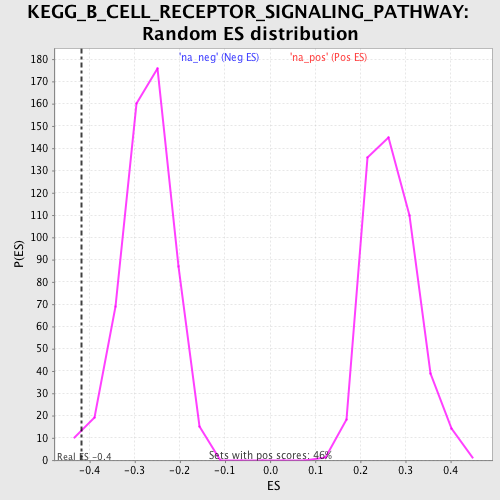 KEGG_B_CELL_RECEPTOR_SIGNALING_PATHWAY:
Random ES distribution
'na_neg' (Neg ES) 'na_pos' (Pos ES)
180
170
160
150
140
130
120
110
100
90
80
70
60
50
40
30
20
10
0
P(ES)
Real ES -0.4
Sets with pos scores: 46%
-0.4 -0.3 -0.2 -0.1 0.0 0.1 0.2 0.3 0.4
ES